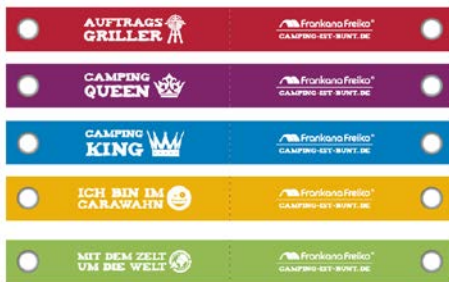 AUFTRAGS
GRILLER
Frankana Freiko®
CAMPING-IST-BUNT.DE
CAMPING
QUEEN
Frankana Freiko®
CAMPING-IST-BUNT.DE
CAMPING
KING
Frankana Freiko®
CAMPING-IST-BUNT.DE
ICH BIN IM
CARAWAHN
Frankana Freiko®
CAMPING-IST-BUNT.DE
MIT DEM ZELT
UM DIE WELT
Frankana Freiko®
CAMPING-IST-BUNT.DE